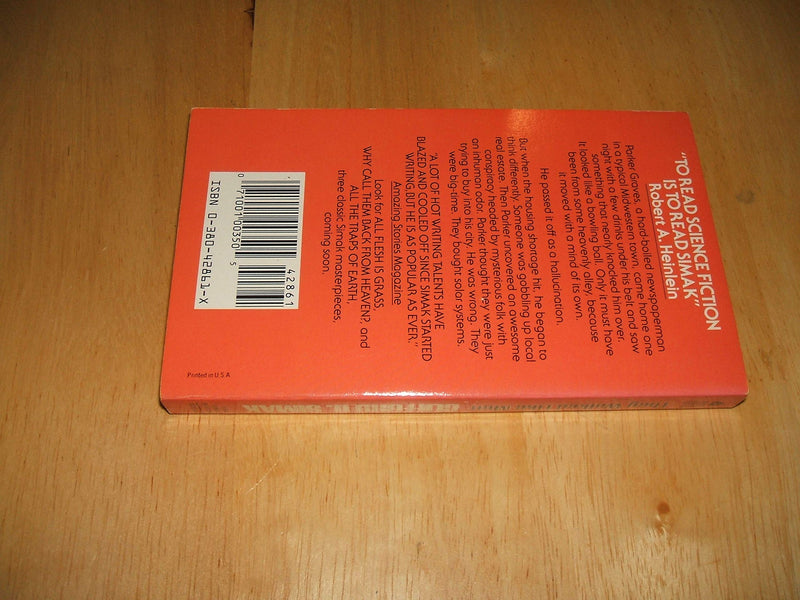 "TO READ SCIENCE FICTION
IS TO READ SIMAK"
Robert A. Heinlein
Parker Graves, a hard-boiled newspaperman
in a typical Midwestern town, came home one
night with a few drinks under his belt and saw
something that nearly knocked him over.
It looked like a bowling ball. Only it must have
been from some heavenly alley, because
it moved with a mind of its own.
He passed it off as a hallucination.
But when the housing shortage hit, he began to
think differently. Someone was gobbling up local
real estate. Then Parker uncovered an awesome
conspiracy headed by mysterious folk with
an inhuman odor. Parker thought they were just
trying to buy into his city. He was wrong. They
were big-time. They bought solar systems.
"A LOT OF HOT WRITING TALENTS HAVE
BLAZED AND COOLED OFF SINCE SIMAK STARTED
WRITING. BUT HE IS AS POPULAR AS EVER."
Amazing Stories Magazine
Look for ALL FLESH IS GRASS,
WHY CALL THEM BACK FROM HEAVEN?, and
ALL THE TRAPS OF EARTH,
three classic Simak masterpieces,
coming soon.
42861
0 71001 00350 5
ISBN 0-380-42861-X
Printed in U.S.A.
CLIFFORD D. SIMAK